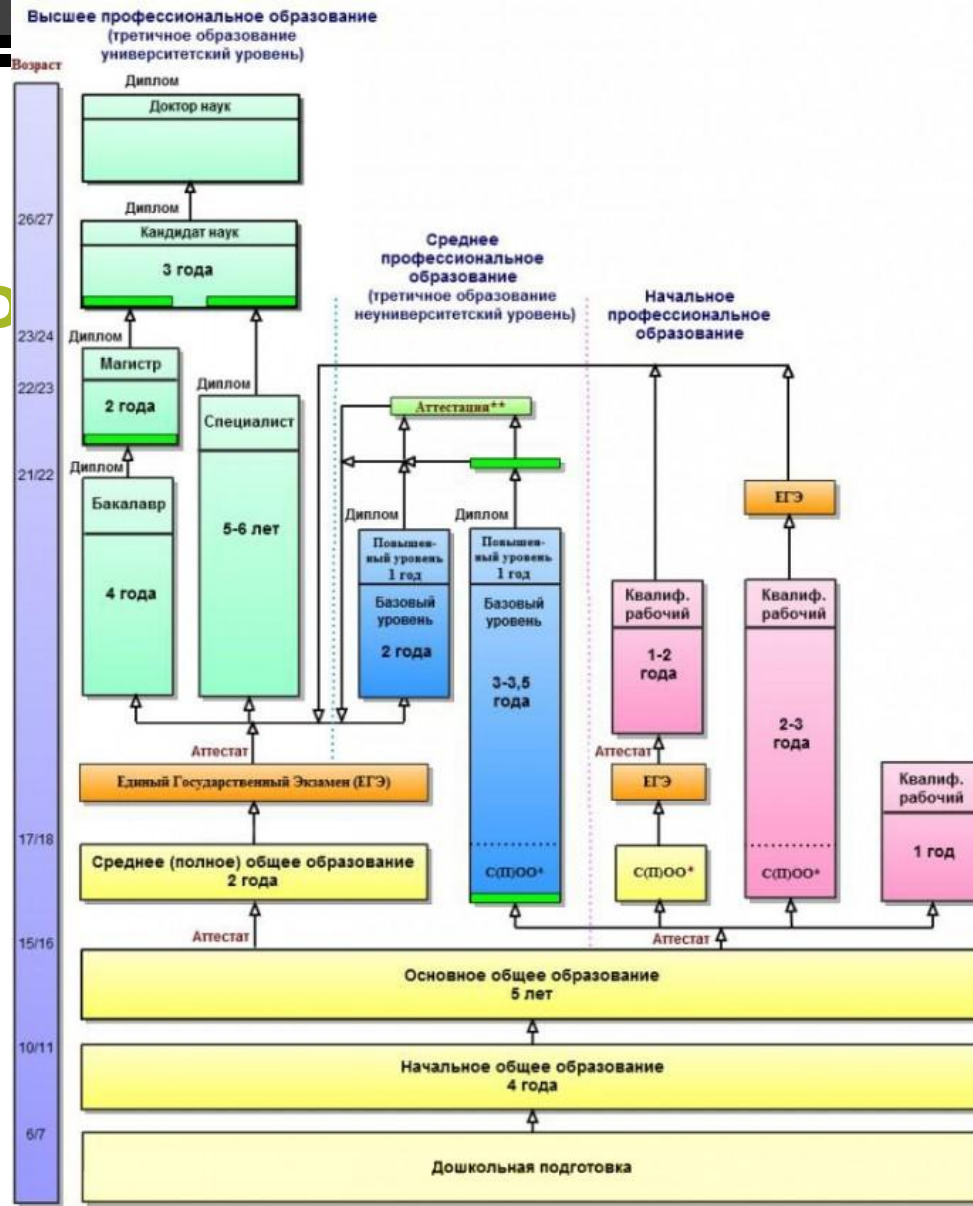 Высшее профессиональное образование
(третичное образование
университетский уровень)
Возраст
Диплом
Доктор наук
26/27
Диплом
Кандидат наук
3 года
Среднее
профессиональное
образование
(третичное образование
неуниверситетский уровень)
Начальное
профессиональное
образование
23/24
Диплом
Магистр
2 года
22/23
Диплом
Специалист
5-6 лет
Аттестация**
21/22
Диплом
Бакалавр
4 года
Диплом
Повышен-
ный уровень
1 год
Базовый
уровень
2 года
Диплом
Повышен-
ный уровень
1 год
Базовый
уровень
3-3,5
года
С(П)ОО*
ЕГЭ
Квалиф.
рабочий
1-2
года
Квалиф.
рабочий
2-3
года
С(П)ОО*
Аттестат
Единый Государственный Экзамен (ЕГЭ)
Аттестат
ЕГЭ
С(П)ОО*
Квалиф.
рабочий
1 год
17/18
Среднее (полное) общее образование
2 года
Аттестат
Аттестат
15/16
Основное общее образование
5 лет
10/11
Начальное общее образование
4 года
6/7
Дошкольная подготовка